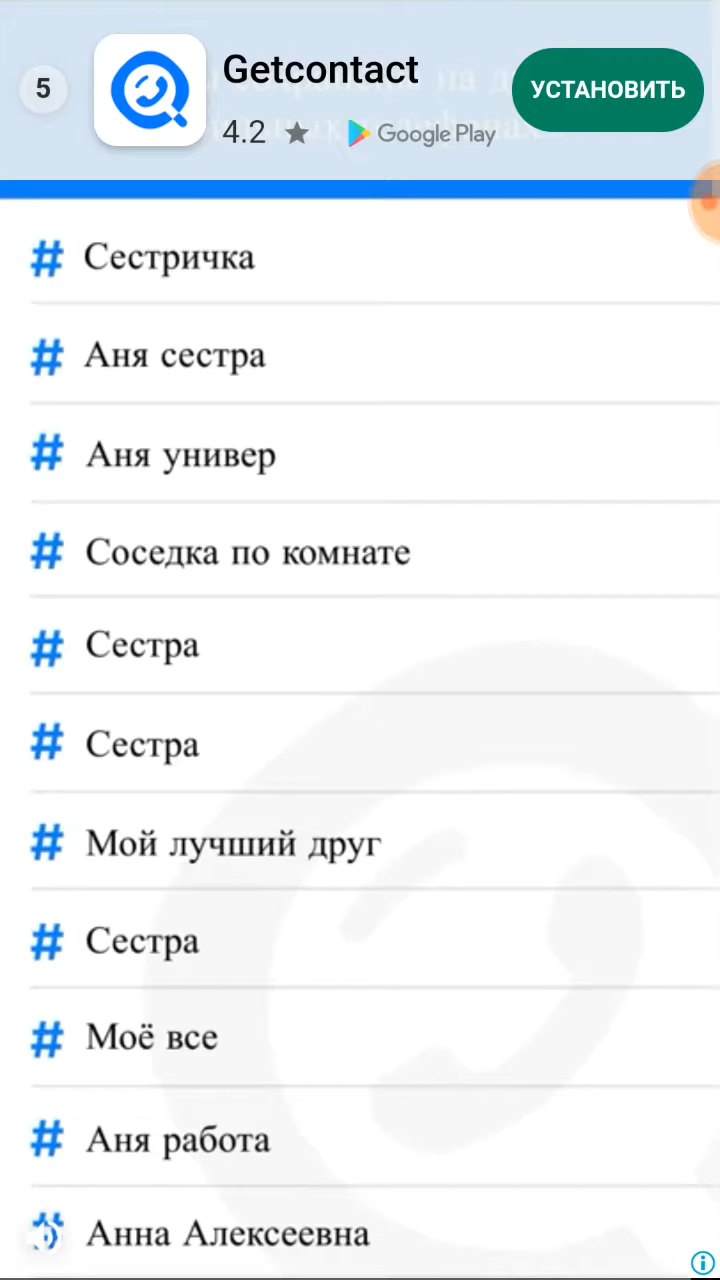 5
Getcontact
УСТАНОВИТЬ
4.2
Google Play
# Сестричка
# Аня сестра
# Аня универ
# Соседка по комнате
# Сестра
# Сестра
# Мой лучший друг
# Сестра
# Моё все
# Аня работа
# Анна Алексеевна